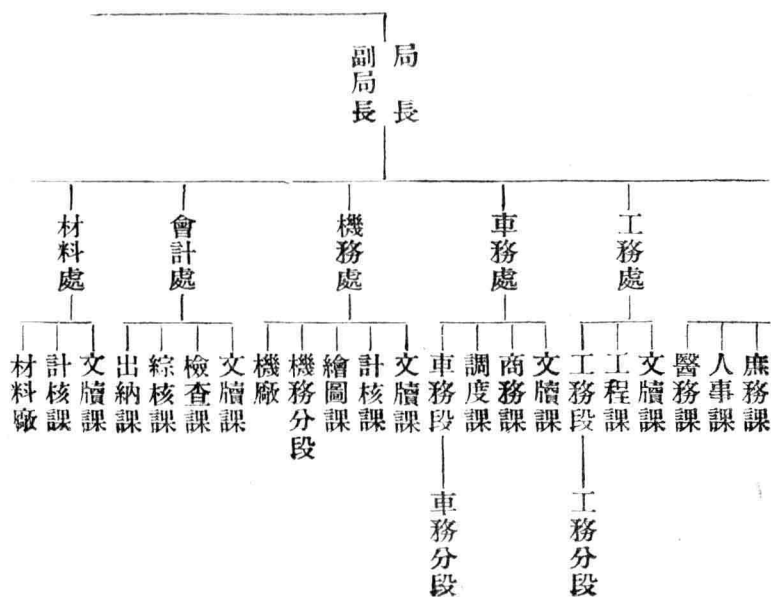 局長
副局長
工務處
車務處
機務處
會計處
材料處
庶務課
人事課
醫務課
文牘課
工程課
工務段
文牘課
商務課
調度課
車務段
文牘課
計核課
繪圖課
機務分段
機廠
文牘課
檢查課
綜核課
出納課
文牘課
計核課
材料廠
工務分段
車務分段